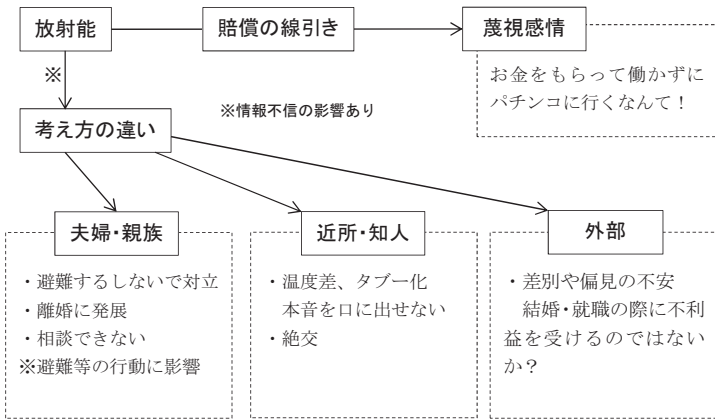 放射能
賠償の線引き
蔑視感情
※
お金をもらって働かずに
パチンコに行くなんて！
※情報不信の影響あり
考え方の違い
夫婦・親族
・避難するしないで対立
・離婚に発展
・相談できない
※避難等の行動に影響
近所・知人
・温度差、タブー化
本音を口に出せない
・絶交
外部
・差別や偏見の不安
結婚・就職の際に不利
益を受けるのではない
か？